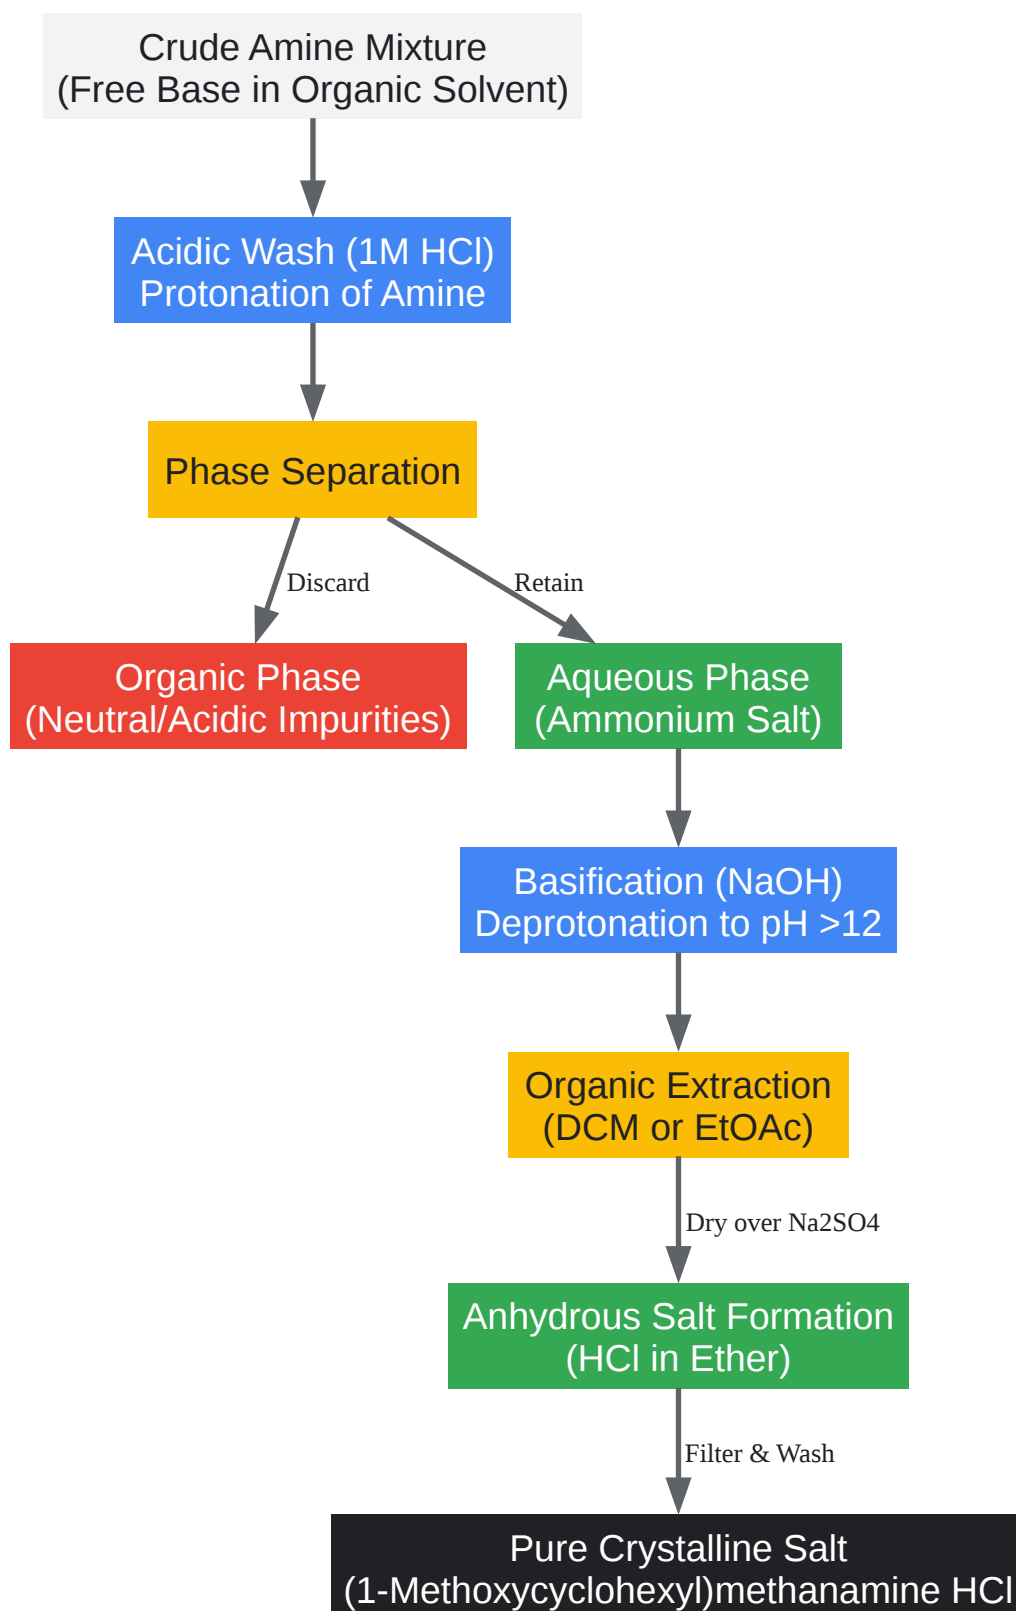 Crude Amine Mixture
(Free Base in Organic Solvent)
Acidic Wash (1M HCl)
Protonation of Amine
Phase Separation
Discard
Retain
Organic Phase
(Neutral/Acidic Impurities)
Aqueous Phase
(Ammonium Salt)
Basification (NaOH)
Deprotonation to pH >12
Organic Extraction
(DCM or EtOAc)
Dry over Na2SO4
Anhydrous Salt Formation
(HCl in Ether)
Filter & Wash
Pure Crystalline Salt
(1-Methoxycyclohexyl)methanamine HCl